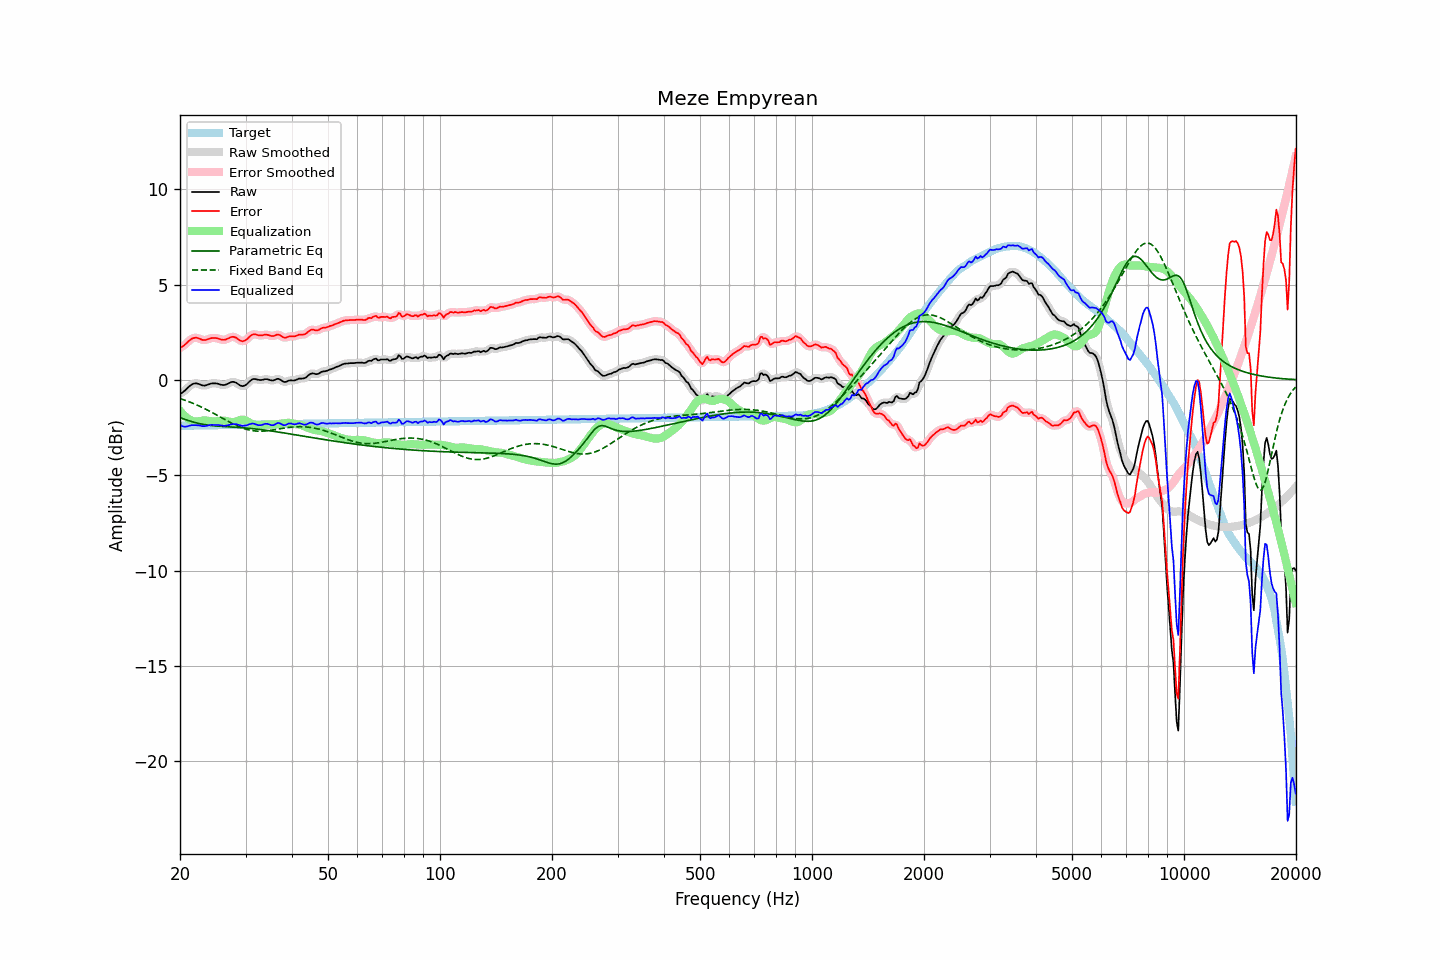 Meze Empyrean
Target
Raw Smoothed
Error Smoothed
Raw
Error
Equalization
Parametric Eq
Fixed Band Eq
Equalized
10
5
0
−5
−10
−15
−20
Amplitude (dBr)
20 50 100 200 500 1000 2000 5000 10000 20000
Frequency (Hz)